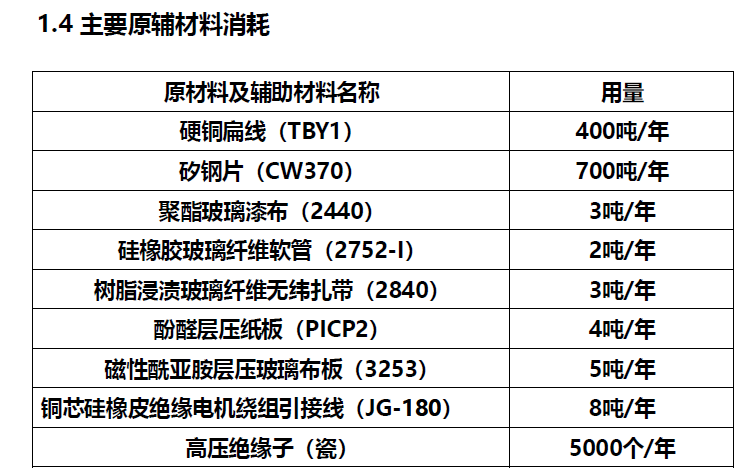 1.4 主要原辅材料消耗
原材料及辅助材料名称 用量
硬铜扁线（TBY1） 400吨/年
矽钢片（CW370） 700吨/年
聚酯玻璃漆布（2440） 3吨/年
硅橡胶玻璃纤维软管（2752-I） 2吨/年
树脂浸渍玻璃纤维无纬扎带（2840） 3吨/年
酚醛层压纸板（PICP2） 4吨/年
磁性酰亚胺层压玻璃布板（3253） 5吨/年
铜芯硅橡皮绝缘电机绕组引接线（JG-180） 8吨/年
高压绝缘子（瓷） 5000个/年